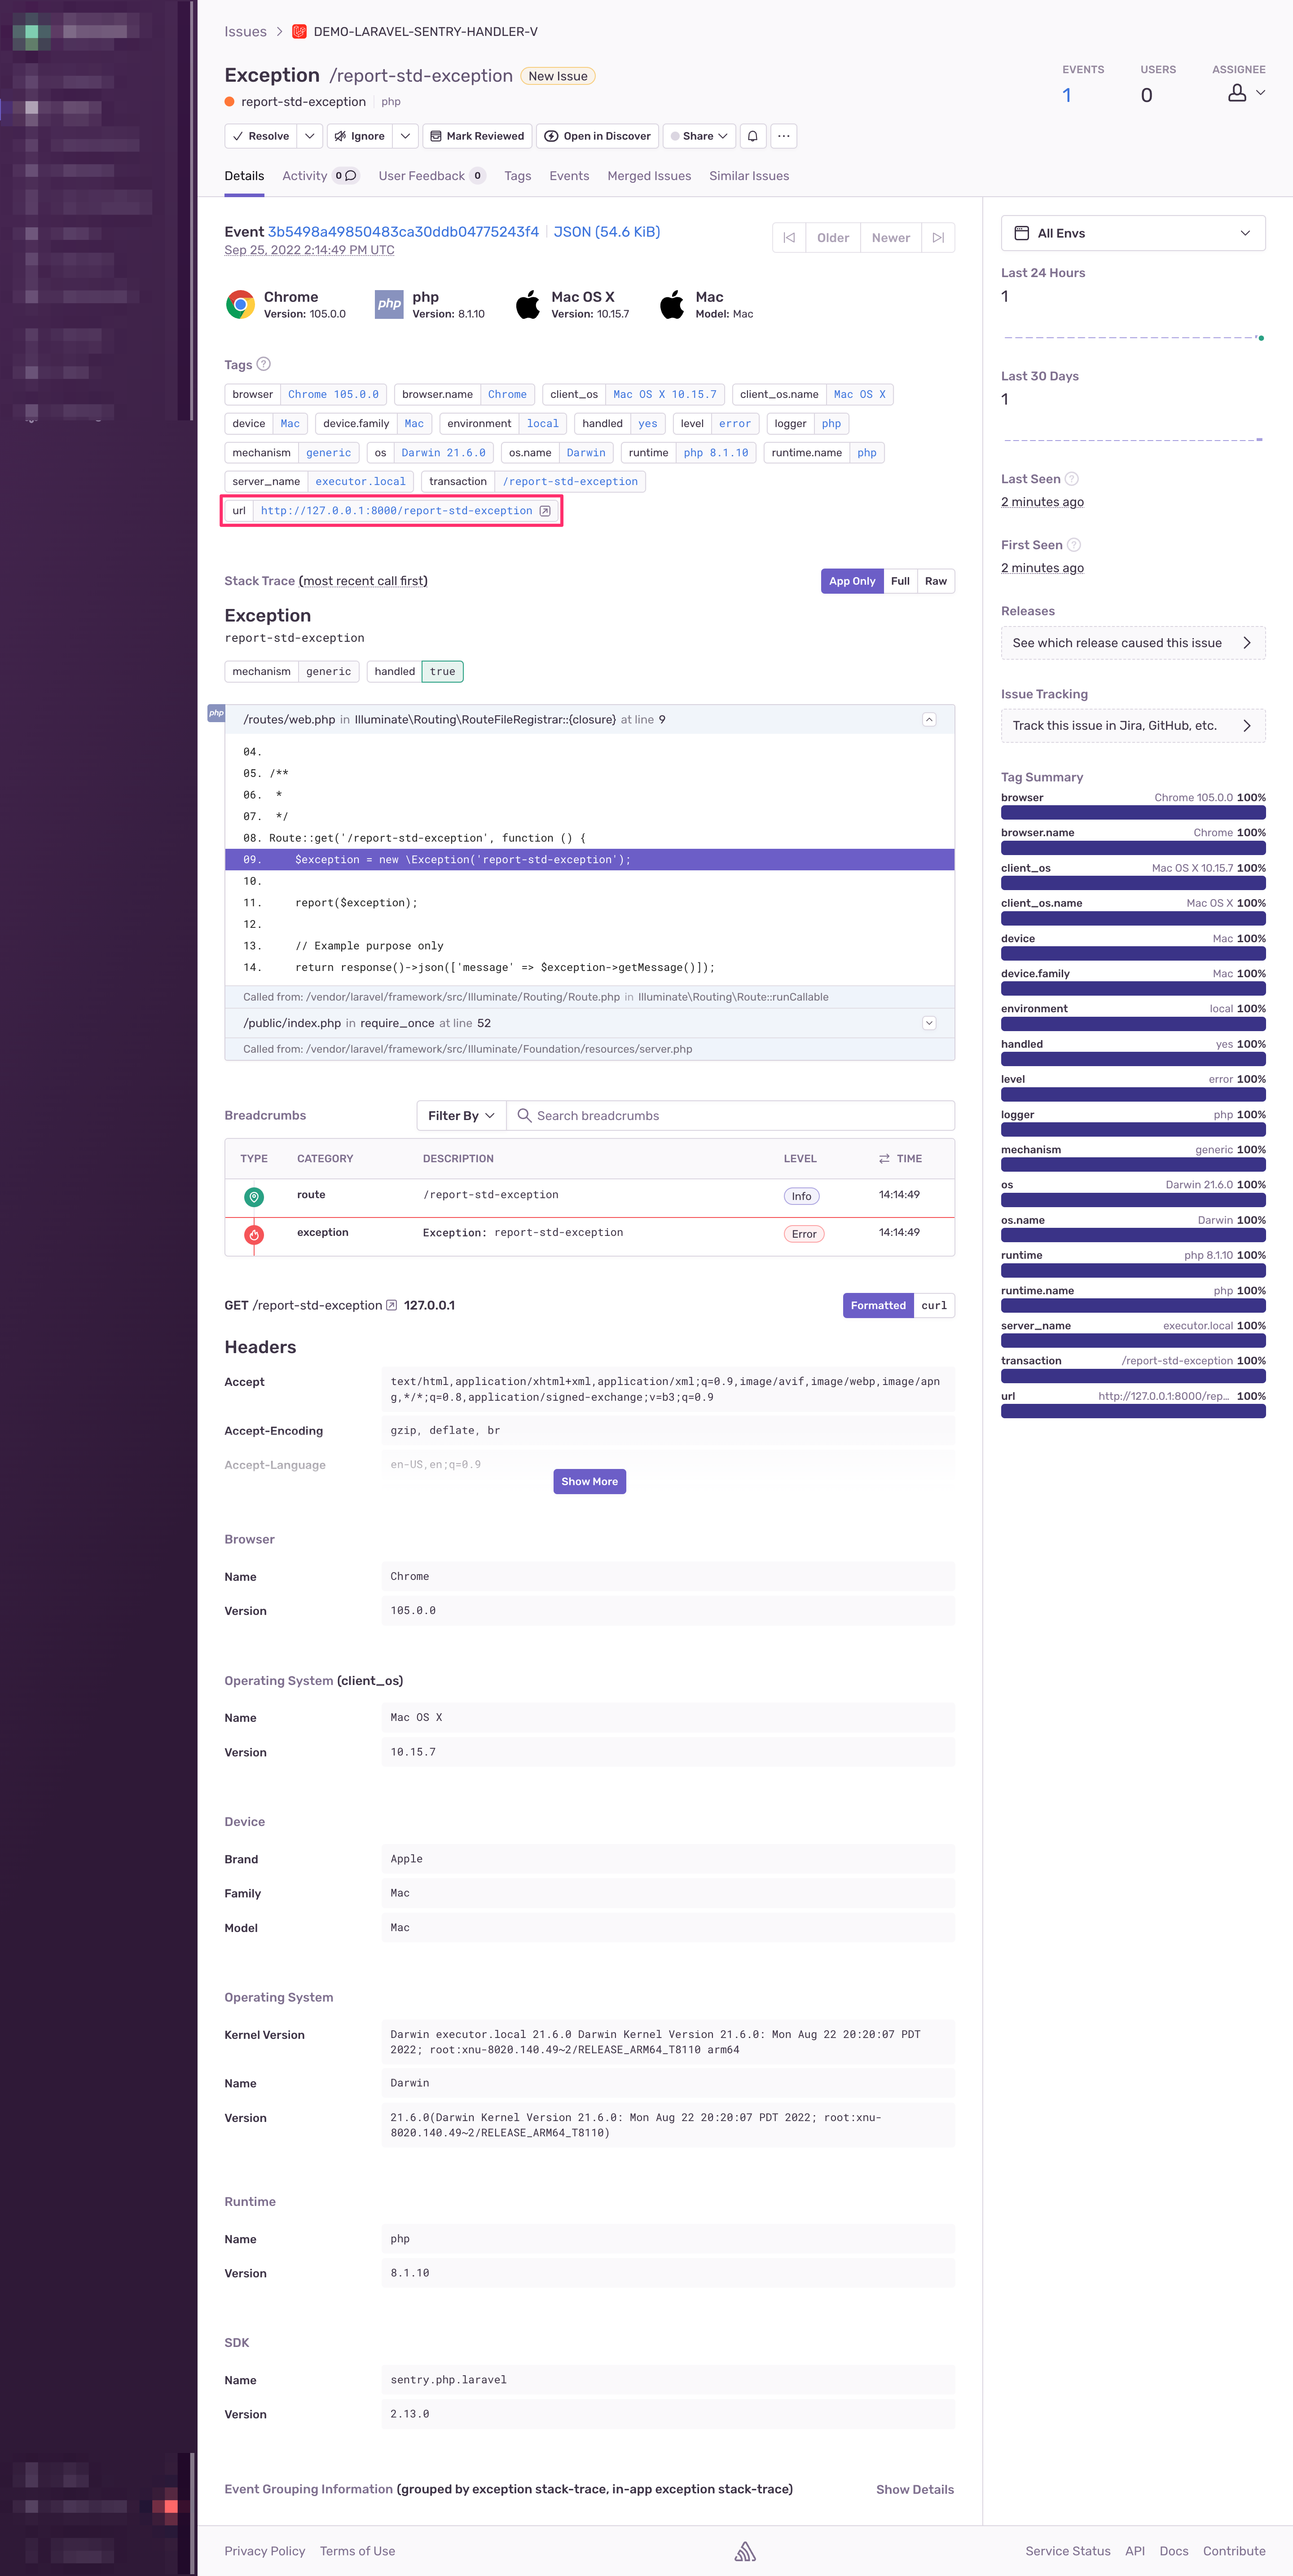 Issues > DEMO-LARAVEL-SENTRY-HANDLER-V
Exception /report-std-exception New Issue
report-std-exception php
EVENTS USERS ASSIGNEE
1 0
Resolve Ignore Mark Reviewed Open in Discover Share ...
Details Activity 0 User Feedback 0 Tags Events Merged Issues Similar Issues
Event 3b5498a49850483ca30ddb04775243f4 JSON (54.6 KiB)
Sep 25, 2022 2:14:49 PM UTC
Older Newer
Chrome
Version: 105.0.0
php
php
Version: 8.1.10
Mac OS X
Version: 10.15.7
Mac
Model: Mac
Tags ?
browser Chrome 105.0.0 browser.name Chrome client_os Mac OS X 10.15.7 client_os.name Mac OS X
device Mac device.family Mac environment local handled yes level error logger php
mechanism generic os Darwin 21.6.0 os.name Darwin runtime php 8.1.10 runtime.name php
server_name executor.local transaction /report-std-exception
url http://127.0.0.1:8000/report-std-exception
Stack Trace (most recent call first)
App Only Full Raw
Exception
report-std-exception
mechanism generic handled true
php
/routes/web.php in Illuminate\Routing\RouteFileRegistrar::{closure} at line 9
04.
05. /**
06.  *
07.  */
08. Route::get('/report-std-exception', function () {
09.     $exception = new \Exception('report-std-exception');
10.
11.     report($exception);
12.
13.     // Example purpose only
14.     return response()->json(['message' => $exception->getMessage()]);
Called from: /vendor/laravel/framework/src/Illuminate/Routing/Route.php in Illuminate\Routing\Route::runCallable
/public/index.php in require_once at line 52
Called from: /vendor/laravel/framework/src/Illuminate/Foundation/resources/server.php
Breadcrumbs Filter By Search breadcrumbs
TYPE CATEGORY DESCRIPTION LEVEL TIME
route /report-std-exception Info 14:14:49
exception Exception: report-std-exception Error 14:14:49
GET /report-std-exception 127.0.0.1 Formatted curl
Headers
Accept
text/html,application/xhtml+xml,application/xml;q=0.9,image/avif,image/webp,image/apn
g,*/*;q=0.8,application/signed-exchange;v=b3;q=0.9
Accept-Encoding gzip, deflate, br
Accept-Language en-US,en;q=0.9
Show More
Browser
Name Chrome
Version 105.0.0
Operating System (client_os)
Name Mac OS X
Version 10.15.7
Device
Brand Apple
Family Mac
Model Mac
Operating System
Kernel Version
Darwin executor.local 21.6.0 Darwin Kernel Version 21.6.0: Mon Aug 22 20:20:07 PDT
2022; root:xnu-8020.140.49~2/RELEASE_ARM64_T8110 arm64
Name Darwin
Version
21.6.0(Darwin Kernel Version 21.6.0: Mon Aug 22 20:20:07 PDT 2022; root:xnu-
8020.140.49~2/RELEASE_ARM64_T8110)
Runtime
Name php
Version 8.1.10
SDK
Name sentry.php.laravel
Version 2.13.0
Event Grouping Information (grouped by exception stack-trace, in-app exception stack-trace) Show Details
All Envs
Last 24 Hours
1
Last 30 Days
1
Last Seen ?
2 minutes ago
First Seen ?
2 minutes ago
Releases
See which release caused this issue
Issue Tracking
Track this issue in Jira, GitHub, etc.
Tag Summary
browser Chrome 105.0.0 100%
browser.name Chrome 100%
client_os Mac OS X 10.15.7 100%
client_os.name Mac OS X 100%
device Mac 100%
device.family Mac 100%
environment local 100%
handled yes 100%
level error 100%
logger php 100%
mechanism generic 100%
os Darwin 21.6.0 100%
os.name Darwin 100%
runtime php 8.1.10 100%
runtime.name php 100%
server_name executor.local 100%
transaction /report-std-exception 100%
url http://127.0.0.1:8000/rep... 100%
Privacy Policy Terms of Use
Service Status API Docs Contribute